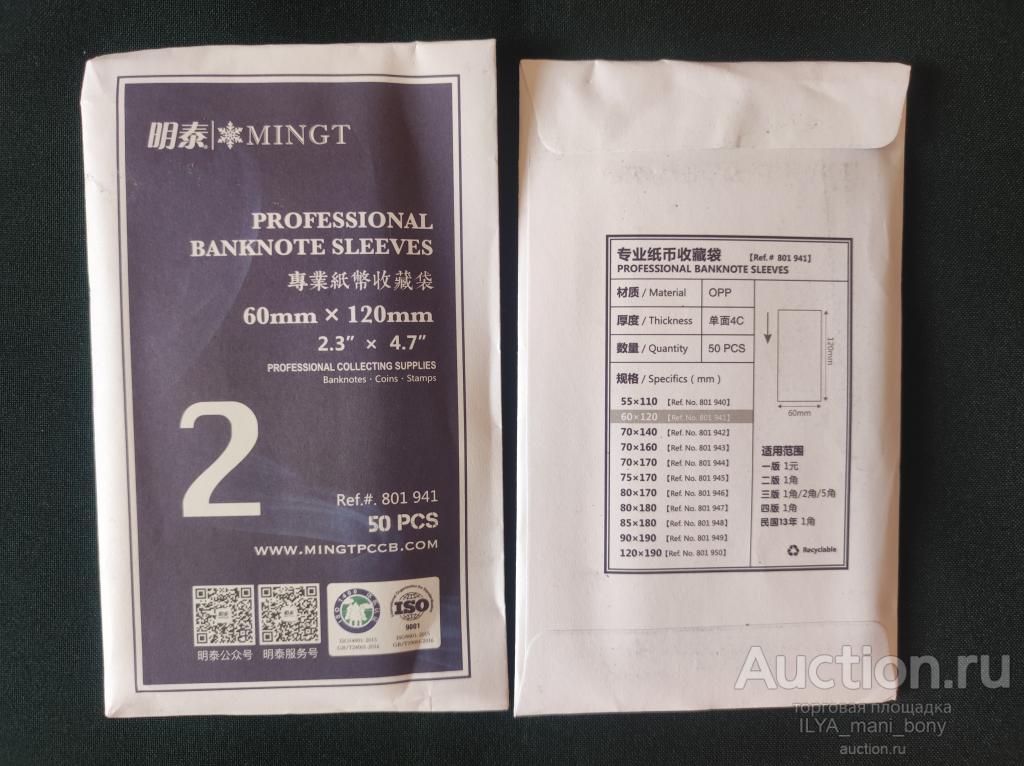 明泰 MINGT
PROFESSIONAL
BANKNOTE SLEEVES
專業紙幣收藏袋
60mm × 120mm
2.3” × 4.7”
PROFESSIONAL COLLECTING SUPPLIES
Banknotes · Coins · Stamps
2
Ref.#. 801 941
50 PCS
WWW.MINGTPCCB.COM
ISO
9001
明泰公众号 明泰服务号
专业纸币收藏袋 【Ref.# 801 941】
PROFESSIONAL BANKNOTE SLEEVES
材质 / Material OPP
厚度 / Thickness 单面4C
数量 / Quantity 50 PCS
规格 / Specifics ( mm )
55×110 【Ref. No. 801 940】
60×120 【Ref. No. 801 941】
70×140 【Ref. No. 801 942】
70×160 【Ref. No. 801 943】
70×170 【Ref. No. 801 944】
75×170 【Ref. No. 801 945】
80×170 【Ref. No. 801 946】
80×180 【Ref. No. 801 947】
85×180 【Ref. No. 801 948】
90×190 【Ref. No. 801 949】
120×190 【Ref. No. 801 950】
120mm
60mm
适用范围
一版 1元
二版 1角
三版 1角/2角/5角
四版 1角
民国13年 1角
Recyclable
Auction.ru
торговая площадка
ILYA_mani_bony
auction.ru